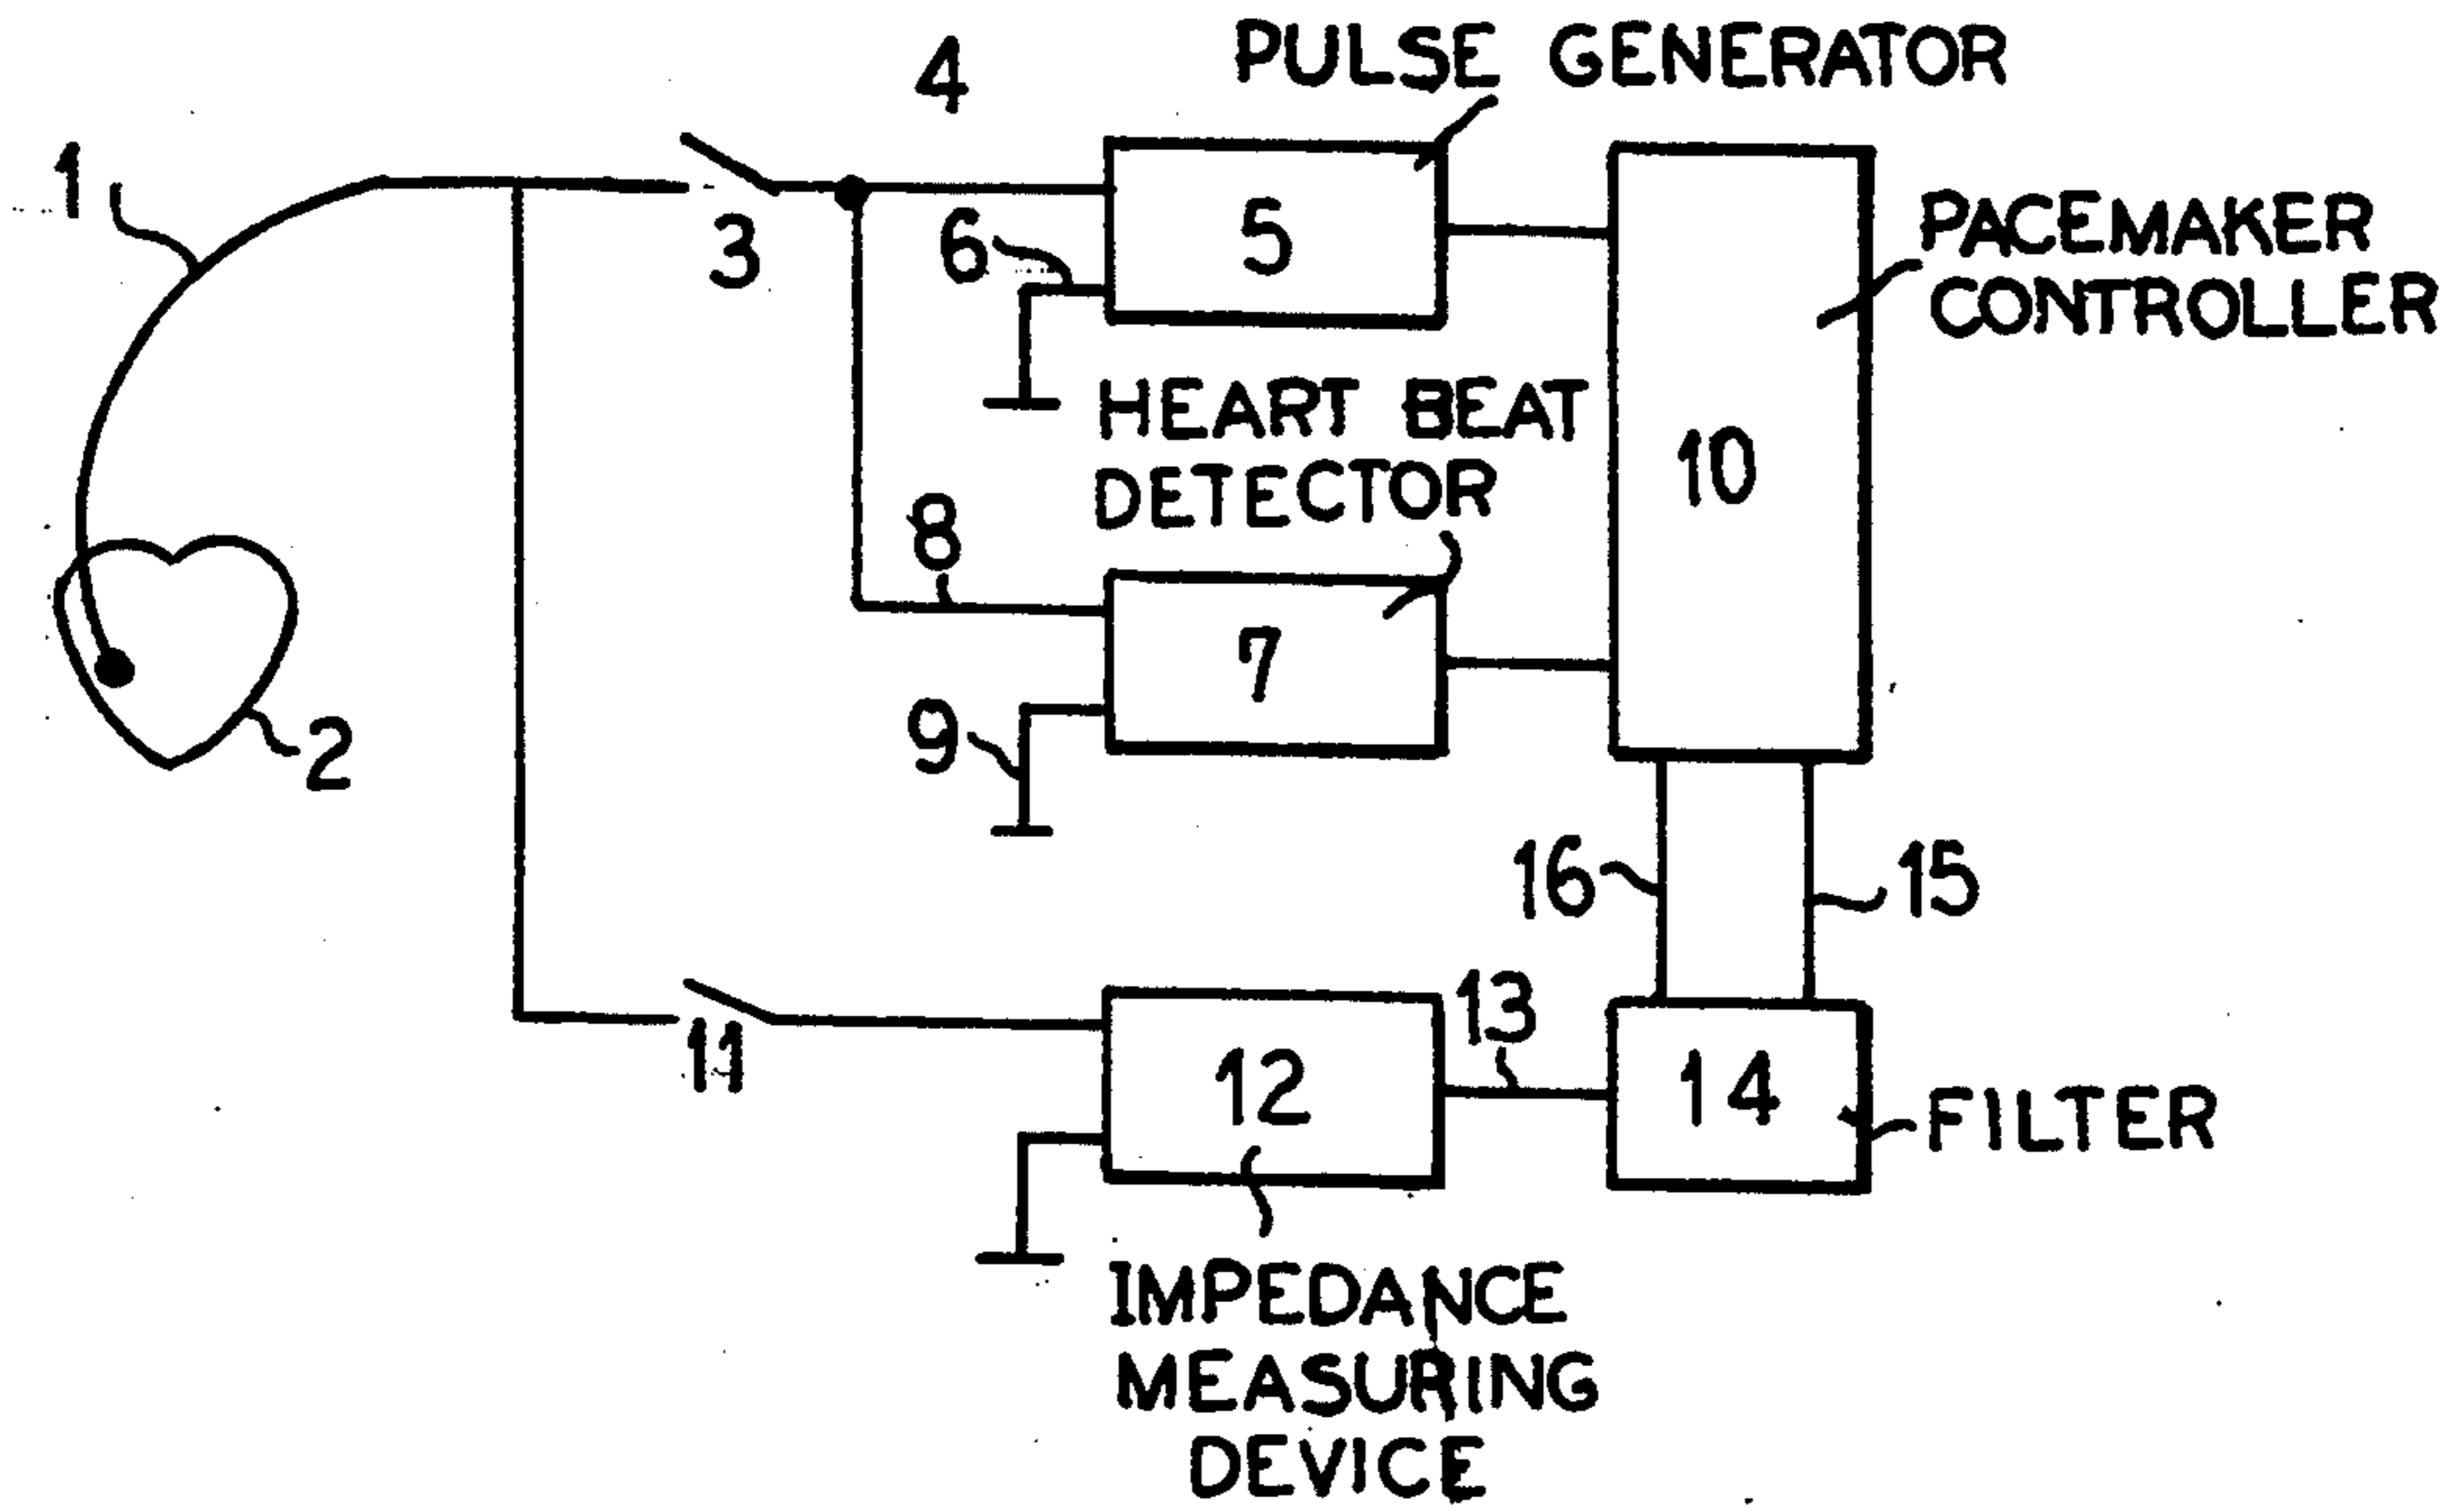 PULSE GENERATOR
4
1
3
6
5
PACEMAKER
CONTROLLER
HEART BEAT
DETECTOR
10
8
7
9
2
16
15
13
11
12
14
FILTER
IMPEDANCE
MEASURING
DEVICE